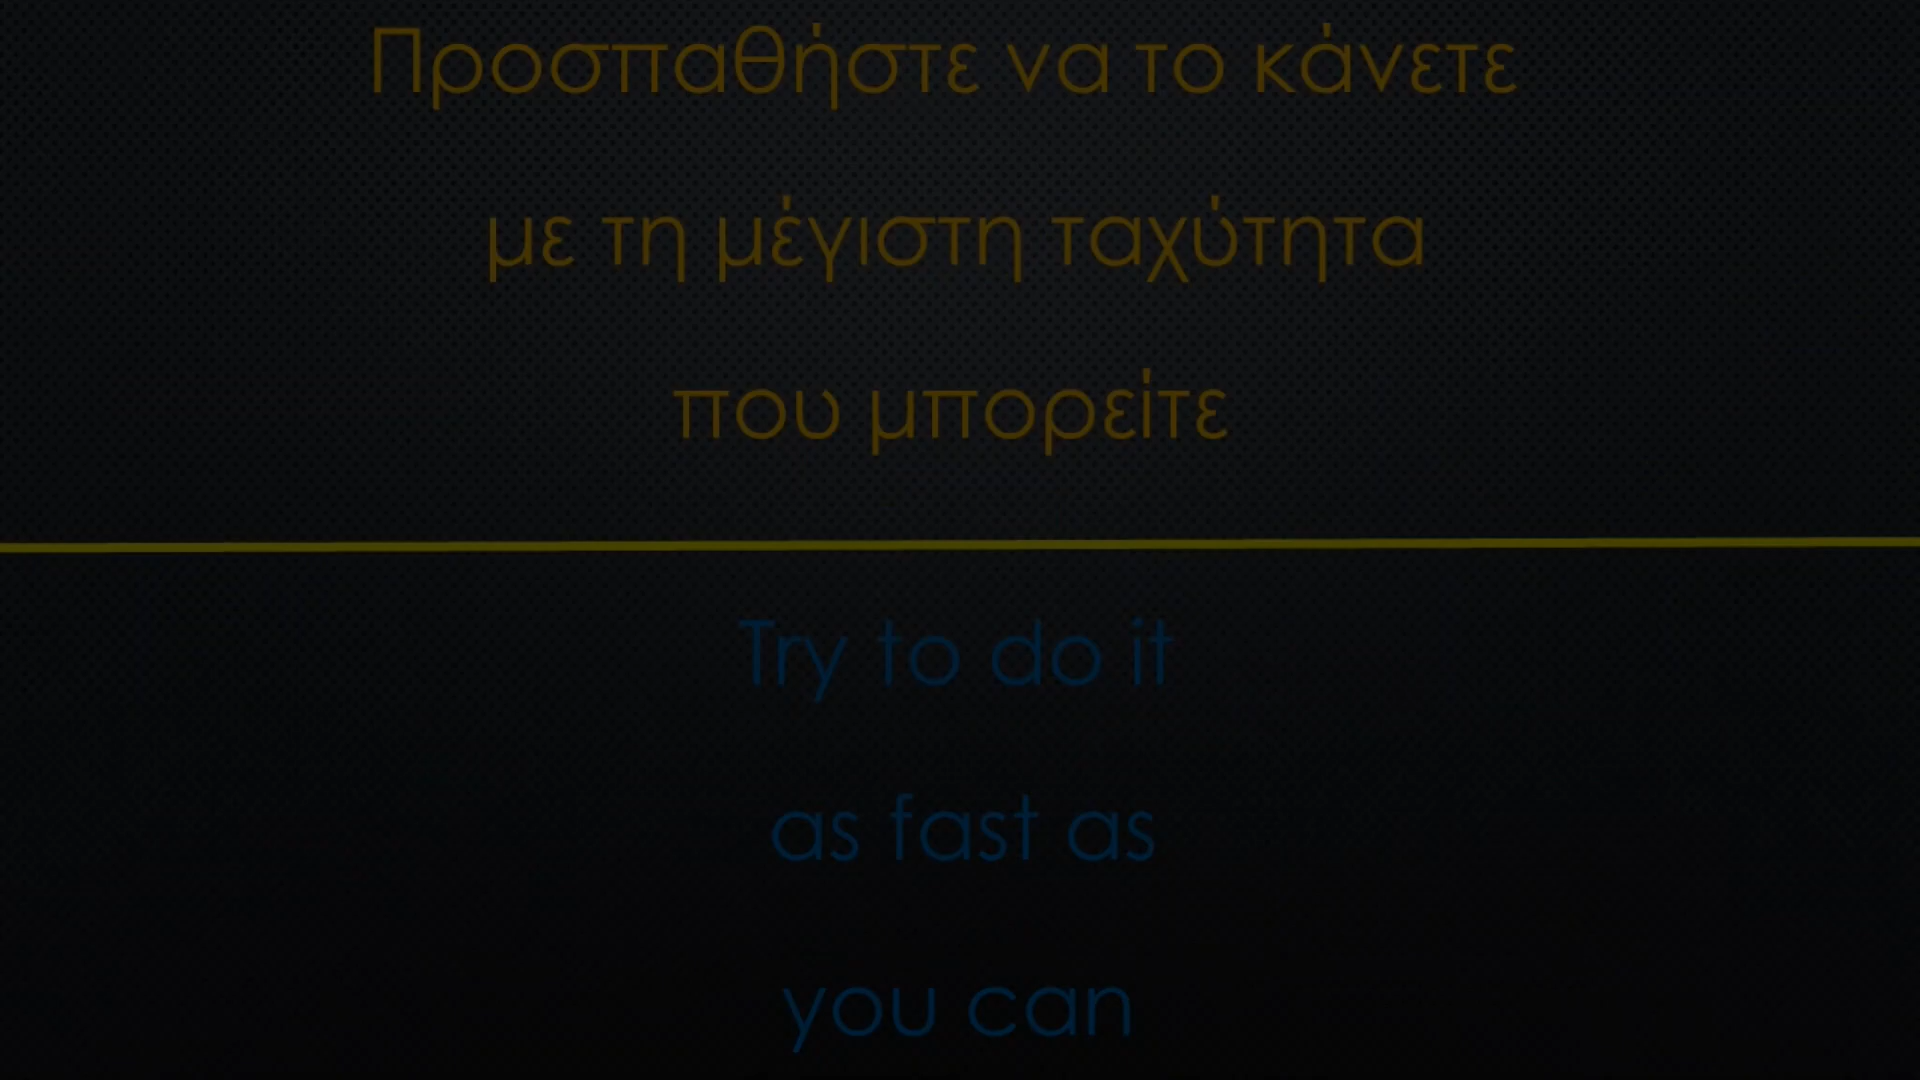 Προσπαθήστε να το κάνετε
με τη μέγιστη ταχύτητα
που μπορείτε
Try to do it
as fast as
you can